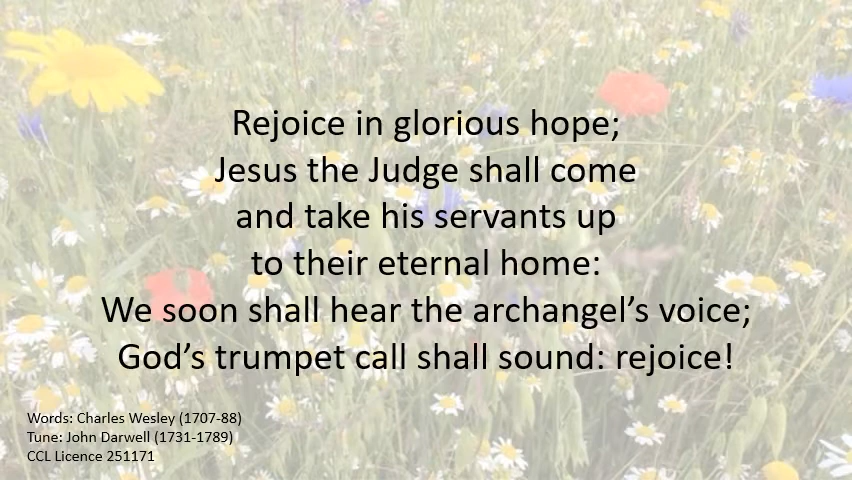 Rejoice in glorious hope;
Jesus the Judge shall come
and take his servants up
to their eternal home:
We soon shall hear the archangel’s voice;
God’s trumpet call shall sound: rejoice!
Words: Charles Wesley (1707-88)
Tune: John Darwell (1731-1789)
CCL Licence 251171